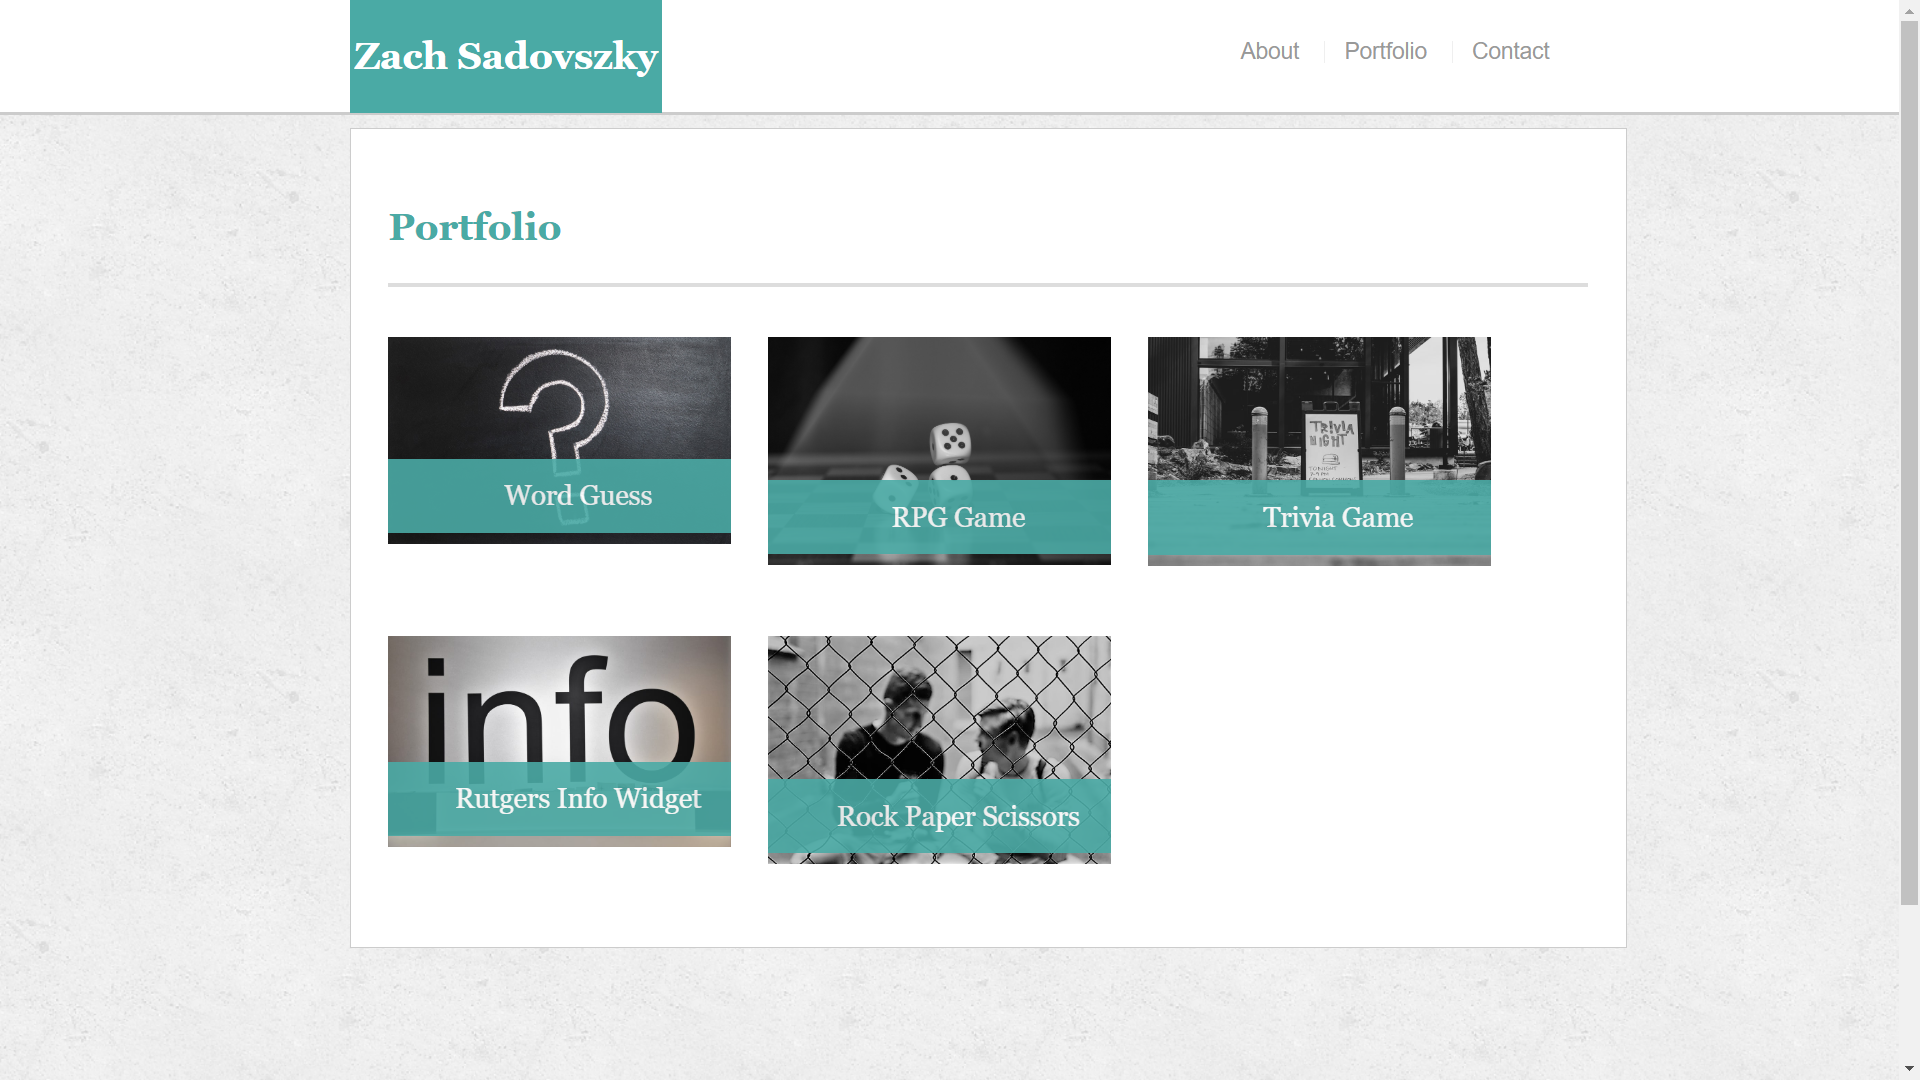 Zach Sadovszky
About
Portfolio
Contact
Portfolio
Word Guess
RPG Game
TRIVIA
NIGHT
TONIGHT
Trivia Game
info
Rutgers Info Widget
Rock Paper Scissors